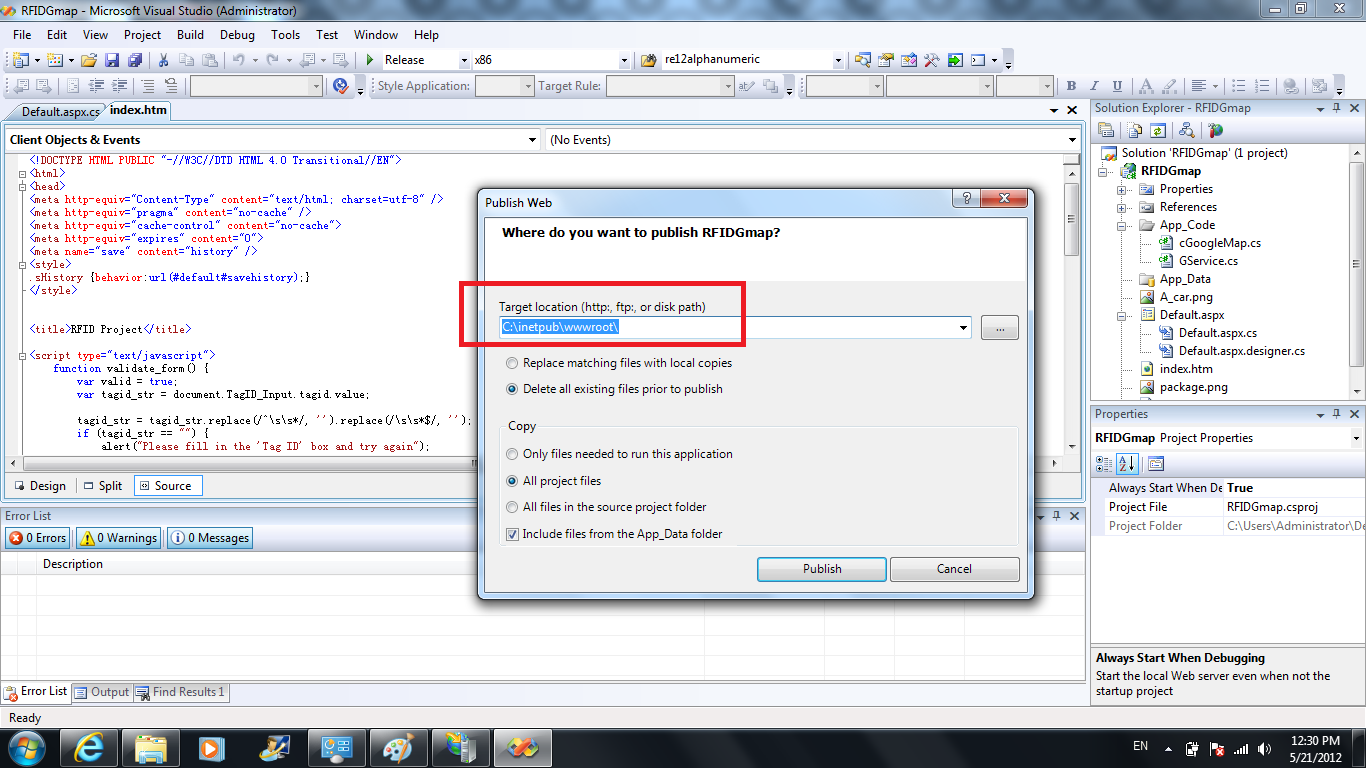 RFIDGmap - Microsoft Visual Studio (Administrator)
File Edit View Project Build Debug Tools Test Window Help
Release x86 re12alphanumeric
Style Application: Target Rule: B I U A
Default.aspx.cs index.htm
Client Objects & Events (No Events)
<!DOCTYPE HTML PUBLIC "-//W3C//DTD HTML 4.0 Transitional//EN">
<html>
<head>
<meta http-equiv="Content-Type" content="text/html; charset=utf-8" />
<meta http-equiv="pragma" content="no-cache" />
<meta http-equiv="cache-control" content="no-cache">
<meta http-equiv="expires" content="0">
<meta name="save" content="history" />
<style>
.sHistory {behavior:url(#default#savehistory);}
</style>
<title>RFID Project</title>
<script type="text/javascript">
function validate_form() {
var valid = true;
var tagid_str = document.TagID_Input.tagid.value;
tagid_str = tagid_str.replace(/^\s\s*/, '').replace(/\s\s*$/, '');
if (tagid_str == "") {
alert("Please fill in the 'Tag ID' box and try again");
Design Split Source
Publish Web
Where do you want to publish RFIDGmap?
Target location (http:, ftp:, or disk path)
C:\inetpub\wwwroot\
...
Replace matching files with local copies
Delete all existing files prior to publish
Copy
Only files needed to run this application
All project files
All files in the source project folder
Include files from the App_Data folder
Publish Cancel
Solution Explorer - RFIDGmap
Solution 'RFIDGmap' (1 project)
RFIDGmap
Properties
References
App_Code
cGoogleMap.cs
GService.cs
App_Data
A_car.png
Default.aspx
Default.aspx.cs
Default.aspx.designer.cs
index.htm
package.png
Properties
RFIDGmap Project Properties
Always Start When De True
Project File RFIDGmap.csproj
Project Folder C:\Users\Administrator\De
Always Start When Debugging
Start the local Web server even when not the
startup project
Error List
0 Errors 0 Warnings 0 Messages
Description
Error List Output Find Results 1
Ready
EN
12:30 PM
5/21/2012